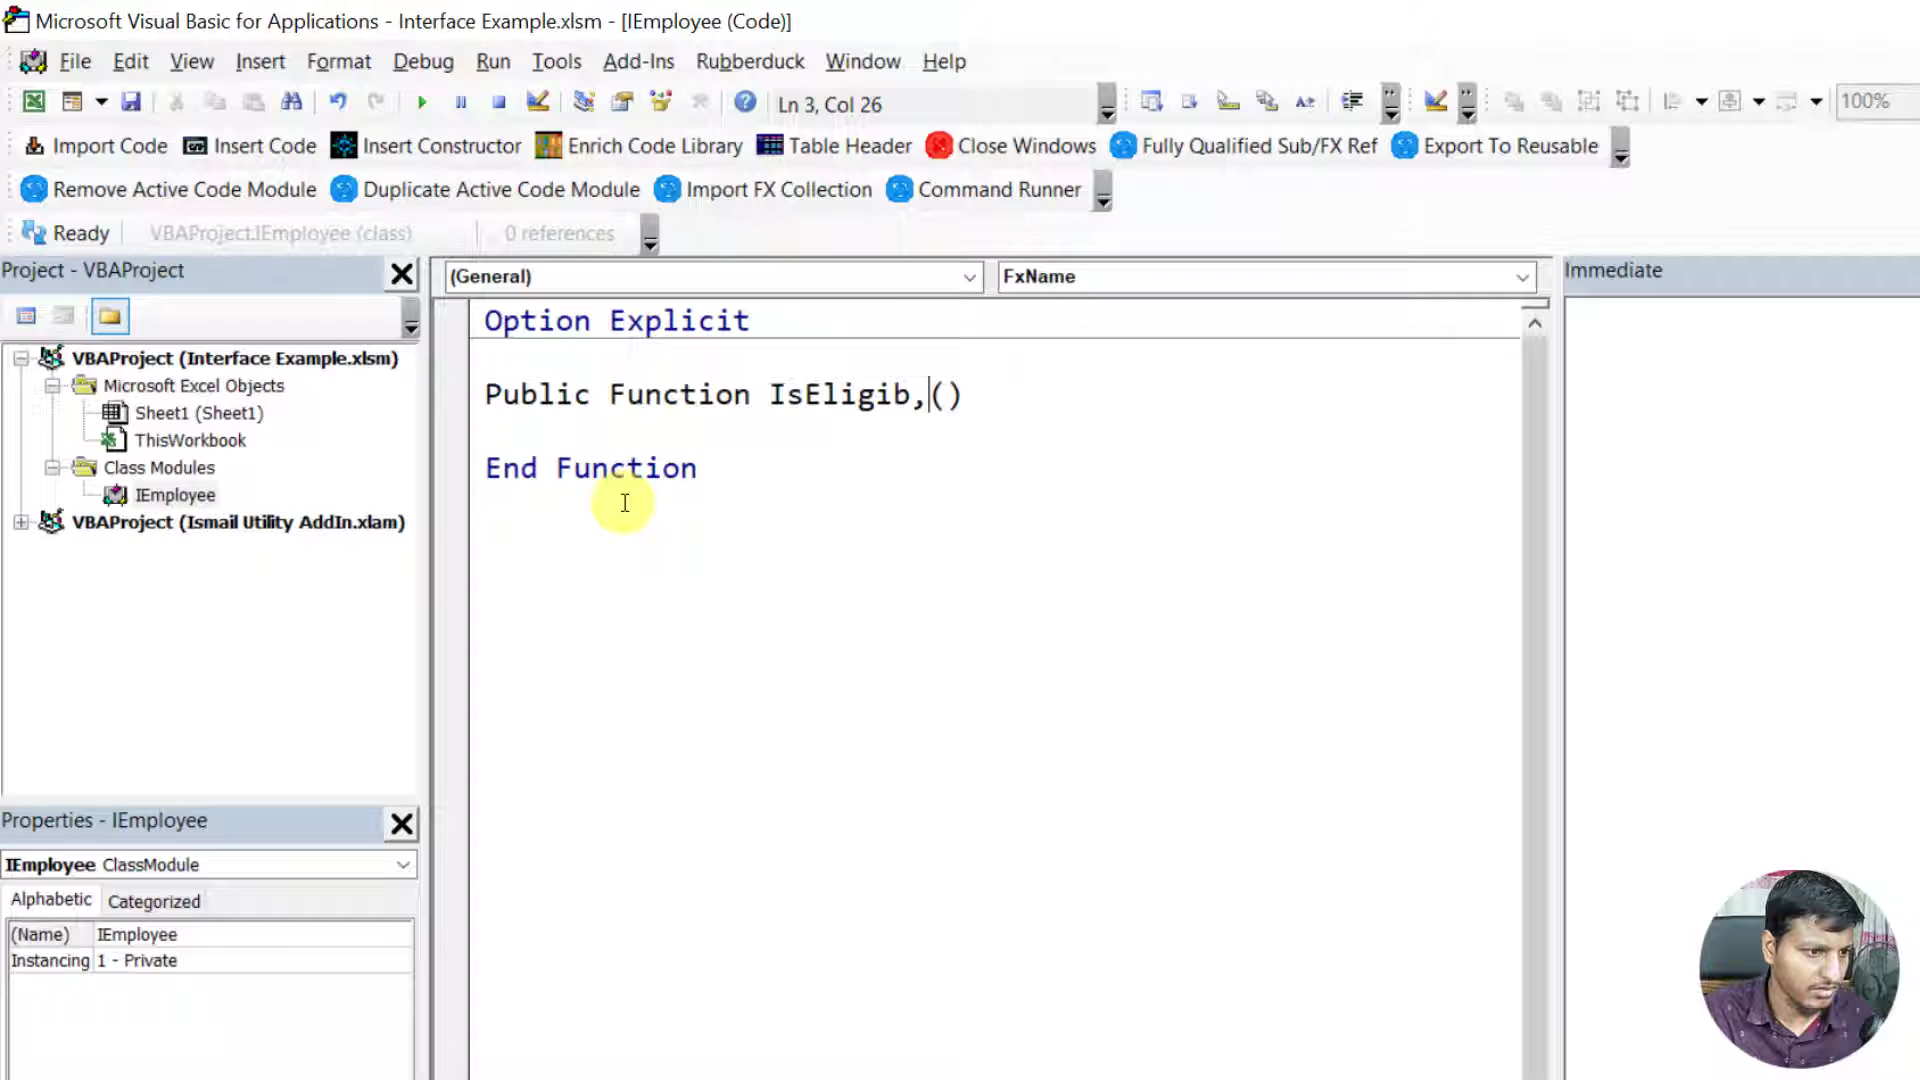 Microsoft Visual Basic for Applications - Interface Example.xlsm - [IEmployee (Code)]
File Edit View Insert Format Debug Run Tools Add-Ins Rubberduck Window Help
Ln 3, Col 26 100%
Import Code Insert Code Insert Constructor Enrich Code Library Table Header Close Windows Fully Qualified Sub/FX Ref Export To Reusable
Remove Active Code Module Duplicate Active Code Module Import FX Collection Command Runner
Ready VBAProject.IEmployee (class) 0 references
Project - VBAProject
VBAProject (Interface Example.xlsm)
Microsoft Excel Objects
Sheet1 (Sheet1)
ThisWorkbook
Class Modules
IEmployee
VBAProject (Ismail Utility AddIn.xlam)
(General) FxName
Option Explicit
Public Function IsEligib,()
End Function
Immediate
Properties - IEmployee
IEmployee ClassModule
Alphabetic Categorized
(Name) IEmployee
Instancing 1 - Private